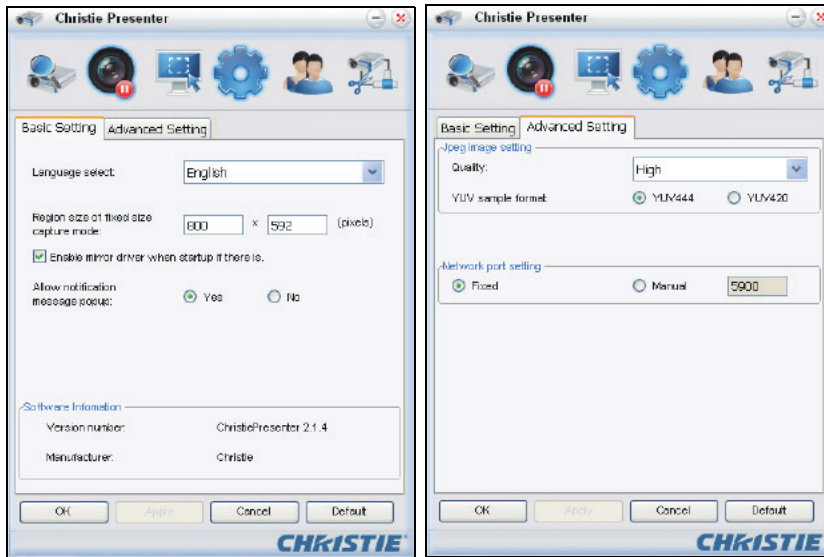 Christie Presenter
Basic Setting Advanced Setting
Language select: English
Region size of fixed size
capture mode: 800 x 592 (pixels)
Enable mirror driver when startup if there is.
Allow notification
message popup: Yes No
Software Infomation
Version number: ChristiePresenter 2.1.4
Manufacturer: Christie
OK Apply Cancel Default
CHRISTIE
Christie Presenter
Basic Setting Advanced Setting
Jpeg image setting
Quality: High
YUV sample format: YUV444 YUV420
Network port setting
Fixed Manual 5900
OK Apply Cancel Default
CHRISTIE